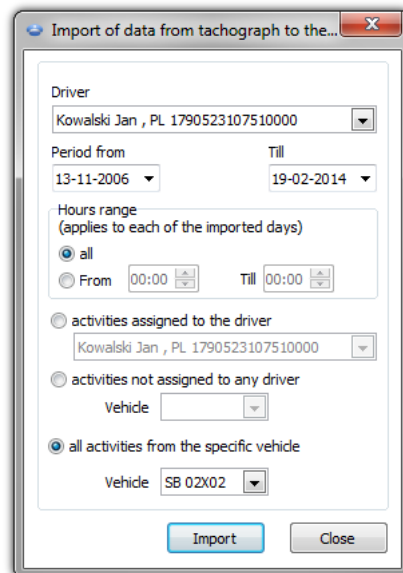 Import of data from tachograph to the...
Driver
Kowalski Jan , PL 1790523107510000
Period from Till
13-11-2006 19-02-2014
Hours range
(applies to each of the imported days)
all
From 00:00 Till 00:00
activities assigned to the driver
Kowalski Jan , PL 1790523107510000
activities not assigned to any driver
Vehicle
all activities from the specific vehicle
Vehicle SB 02X02
Import Close